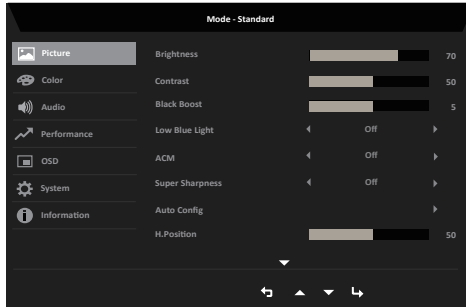 Mode - Standard
Picture
Color
Audio
Performance
OSD
System
Information
Brightness 70
Contrast 50
Black Boost 5
Low Blue Light Off
ACM Off
Super Sharpness Off
Auto Config
H.Position 50